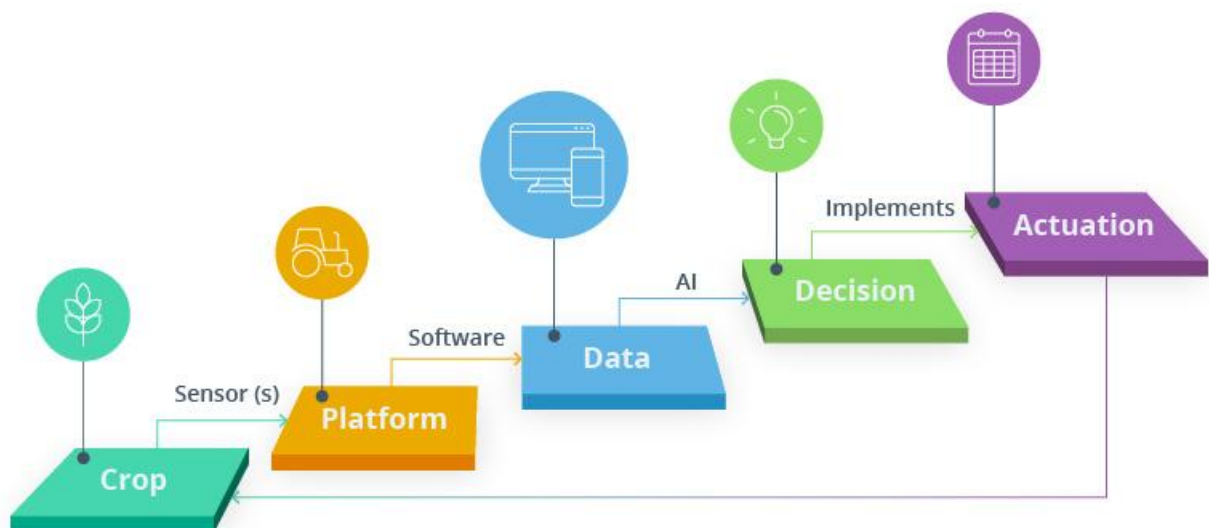 Crop
Sensor (s)
Platform
Software
Data
AI
Decision
Implements
Actuation